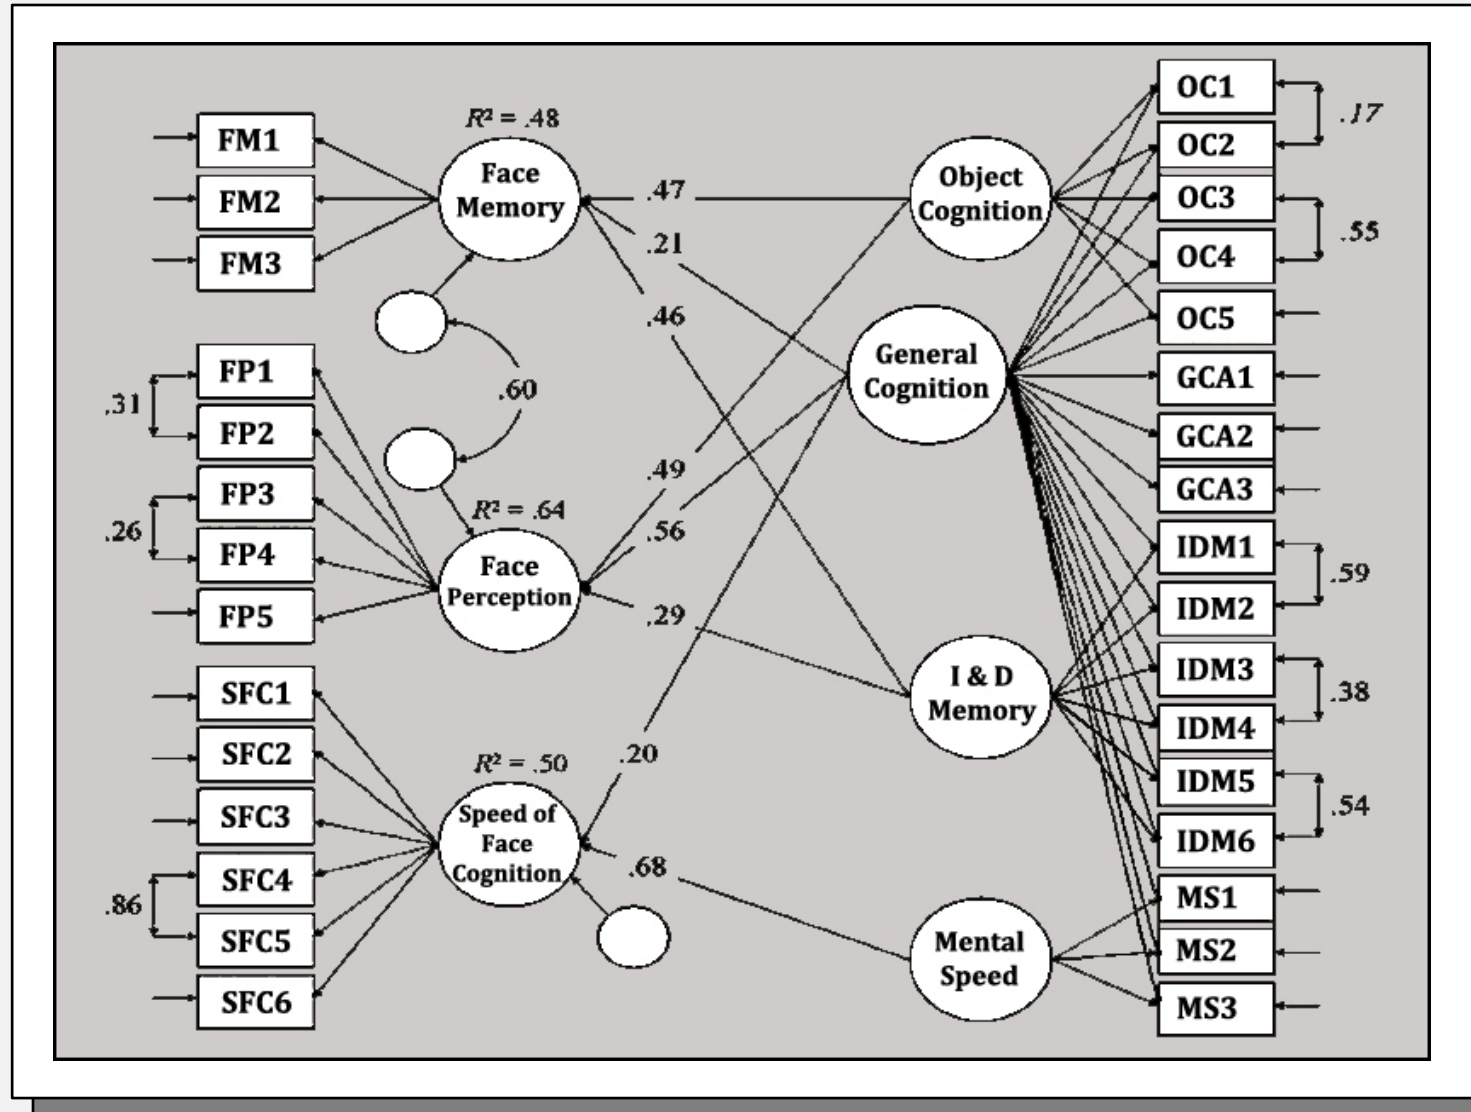 FM1
FM2
FM3
FP1
FP2
FP3
FP4
FP5
SFC1
SFC2
SFC3
SFC4
SFC5
SFC6
.31
.26
.86
R² = .48
Face
Memory
.60
R² = .64
Face
Perception
R² = .50
Speed of
Face
Cognition
.47
.21
.46
.49
.56
.29
.20
.68
Object
Cognition
General
Cognition
I & D
Memory
Mental
Speed
OC1
OC2
OC3
OC4
OC5
GCA1
GCA2
GCA3
IDM1
IDM2
IDM3
IDM4
IDM5
IDM6
MS1
MS2
MS3
.17
.55
.59
.38
.54